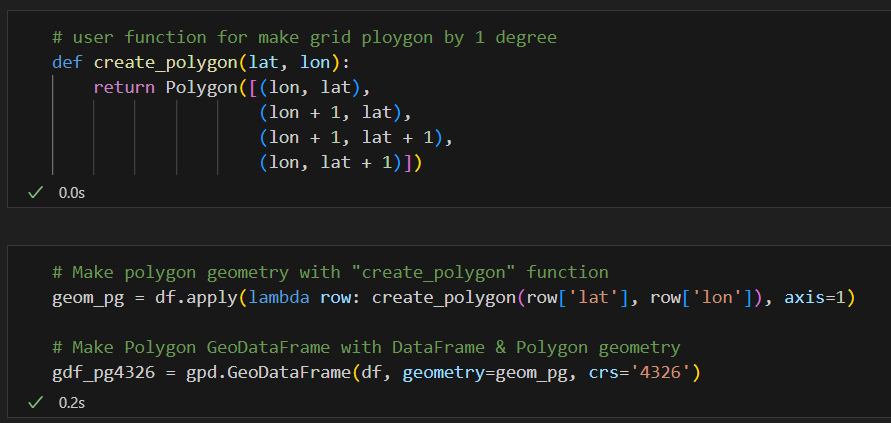 # user function for make grid ploygon by 1 degree
def create_polygon(lat, lon):
    return Polygon([(lon, lat),
                    (lon + 1, lat),
                    (lon + 1, lat + 1),
                    (lon, lat + 1)])
✓ 0.0s
# Make polygon geometry with "create_polygon" function
geom_pg = df.apply(lambda row: create_polygon(row['lat'], row['lon']), axis=1)
# Make Polygon GeoDataFrame with DataFrame & Polygon geometry
gdf_pg4326 = gpd.GeoDataFrame(df, geometry=geom_pg, crs='4326')
✓ 0.2s